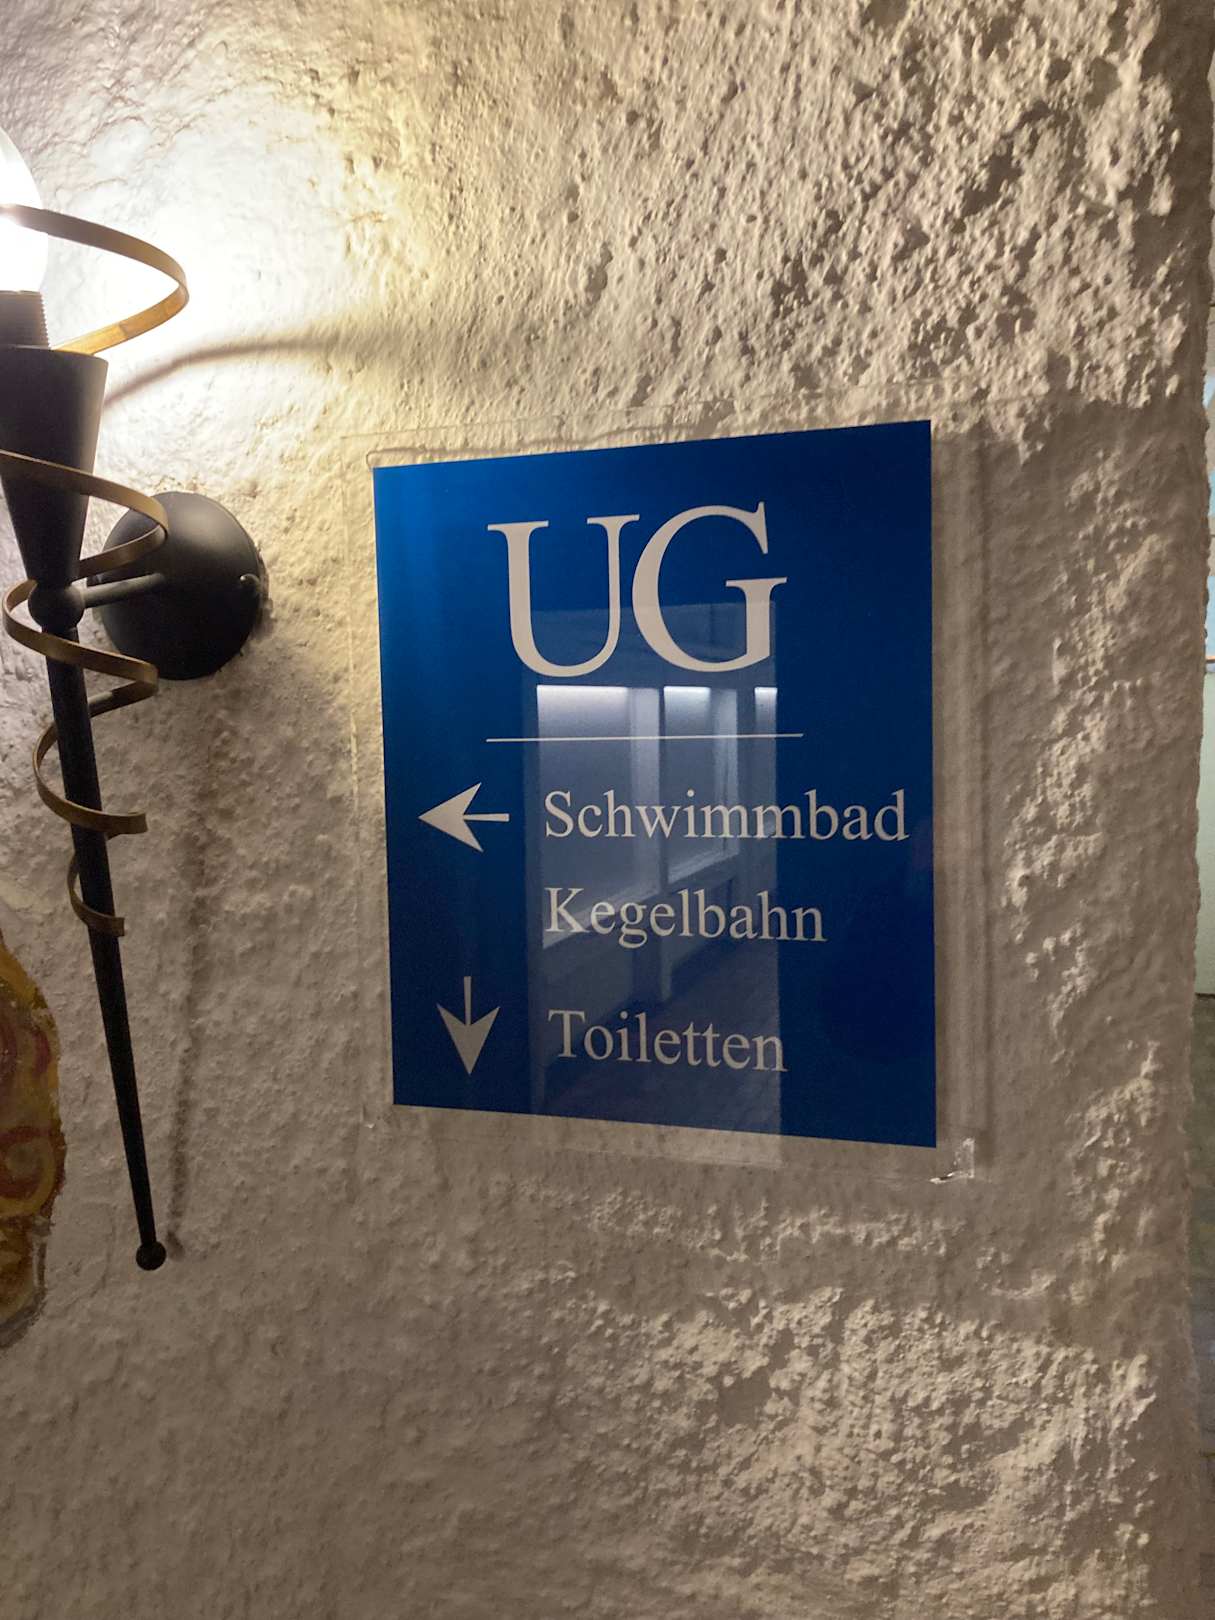 UG
Schwimmbad
Kegelbahn
Toiletten